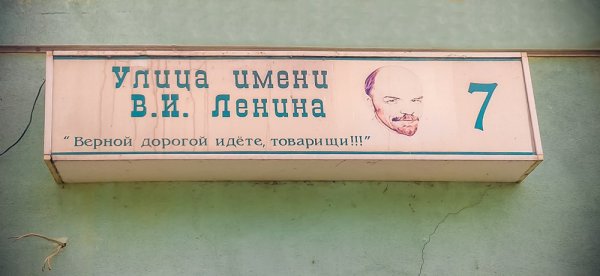 Улица имени
В.И. Ленина
7
“Верной дорогой идёте, товарищи!!!”